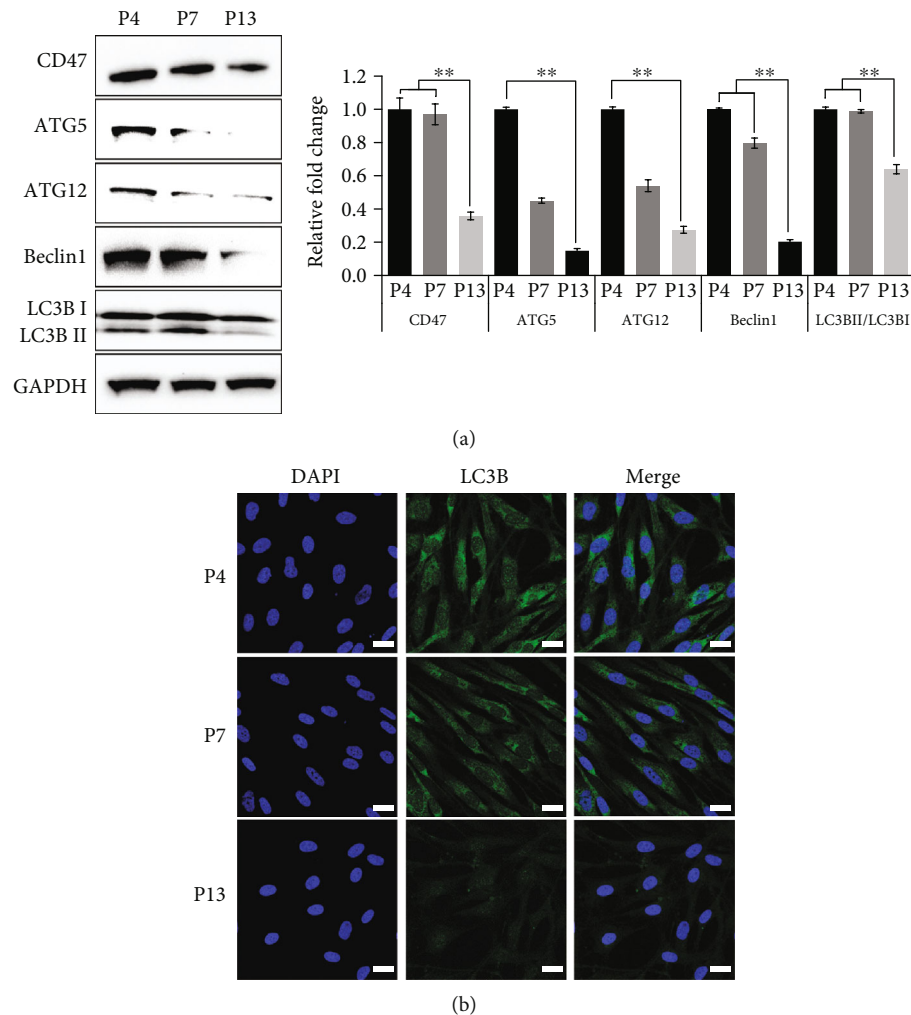 P4 P7 P13
CD47
ATG5
ATG12
Beclin1
LC3B I
LC3B II
GAPDH
Relative fold change
1.2
1.0
0.8
0.6
0.4
0.2
0.0
** ** ** ** **
P4 P7 P13 P4 P7 P13 P4 P7 P13 P4 P7 P13 P4 P7 P13
CD47 ATG5 ATG12 Beclin1 LC3BII/LC3BI
(a)
DAPI LC3B Merge
P4
P7
P13
(b)